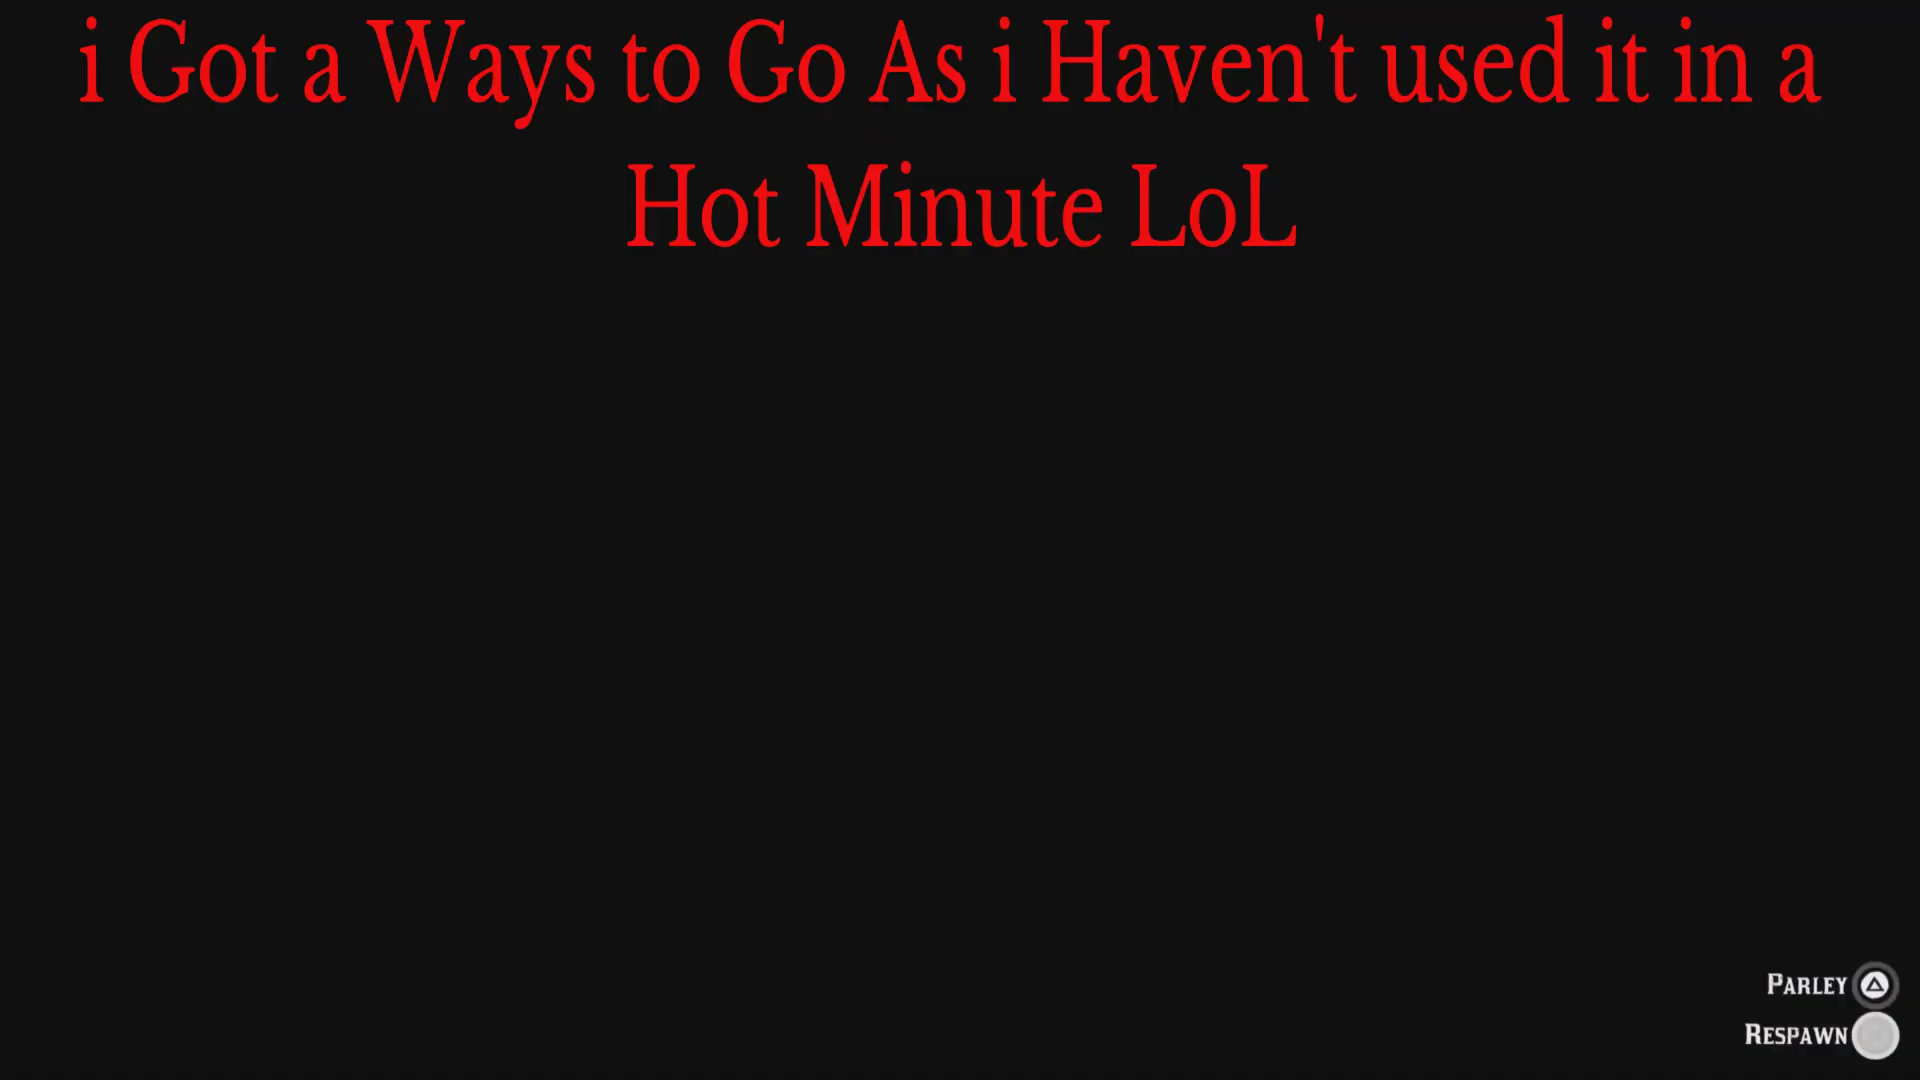 i Got a Ways to Go As i Haven't used it in a
Hot Minute LoL
PARLEY
RESPAWN